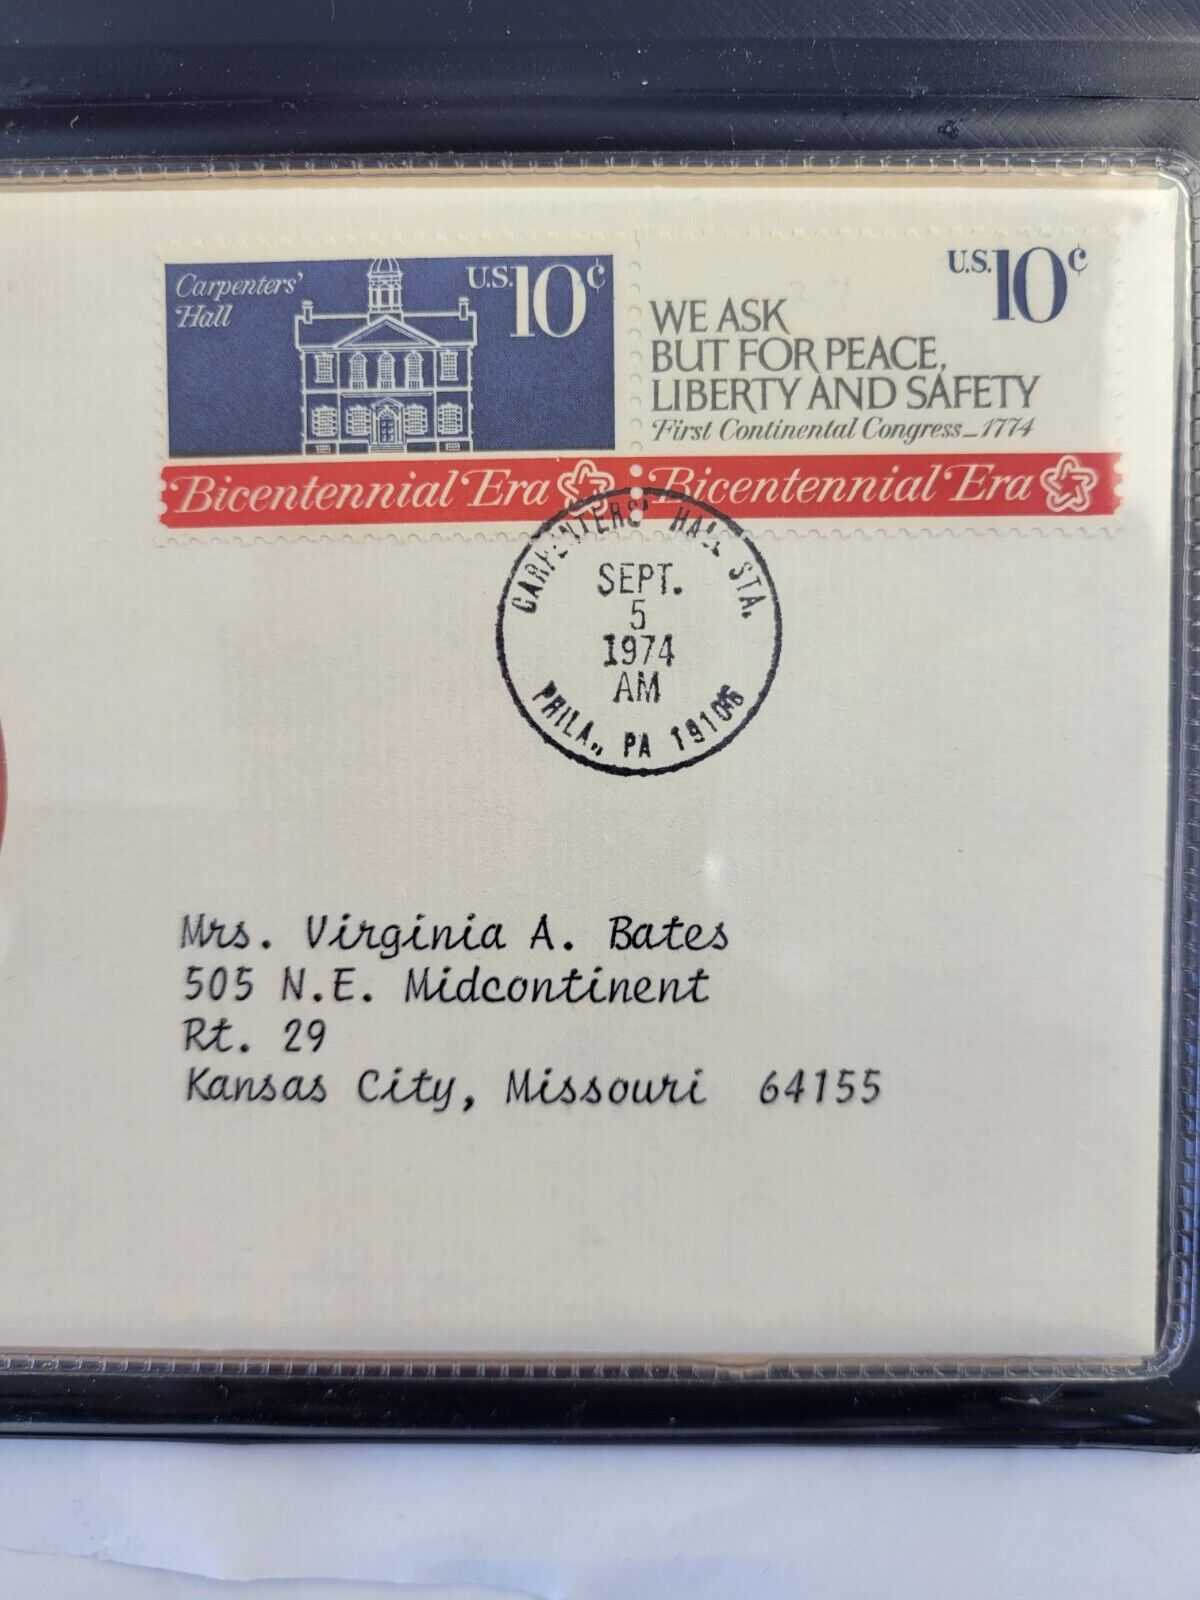 Carpenters'
Hall
U.S. 10¢
Bicentennial Era
U.S. 10¢
WE ASK
BUT FOR PEACE,
LIBERTY AND SAFETY
First Continental Congress—1774
Bicentennial Era
CARPENTERS' HALL STA.
SEPT.
5
1974
AM
PHILA., PA 19106
Mrs. Virginia A. Bates
505 N.E. Midcontinent
Rt. 29
Kansas City, Missouri 64155